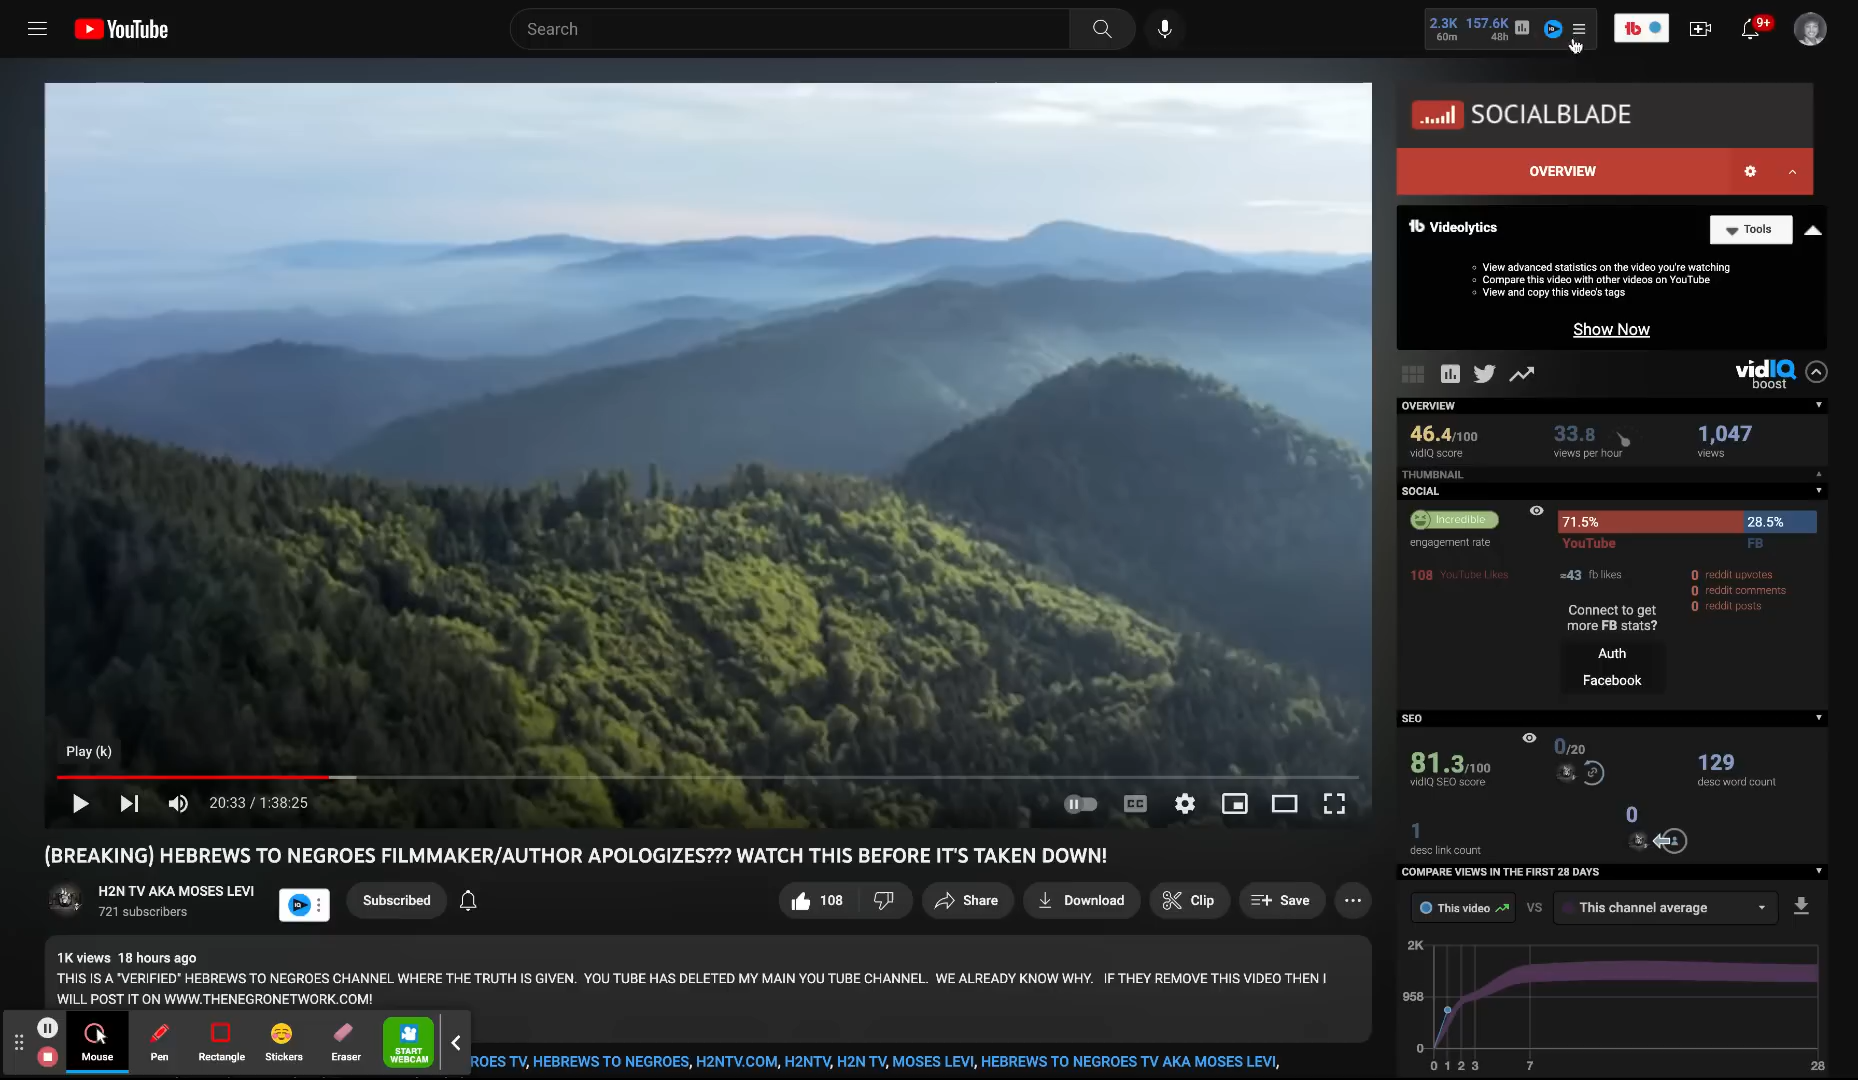 YouTube
Search
2.3K 157.6K
60m 48h
9+
SOCIALBLADE
OVERVIEW
Videolytics
Tools
View advanced statistics on the video you're watching
Compare this video with other videos on YouTube
View and copy this video's tags
Show Now
vidIQ
boost
OVERVIEW
46.4/100
vidIQ score
33.8
views per hour
1,047
views
THUMBNAIL
SOCIAL
Incredible
engagement rate
71.5% 28.5%
YouTube FB
108 YouTube Likes
≈43 fb likes
0 reddit upvotes
0 reddit comments
0 reddit posts
Connect to get
more FB stats?
Auth
Facebook
SEO
81.3/100
vidIQ SEO score
0/20
129
desc word count
1
desc link count
0
COMPARE VIEWS IN THE FIRST 28 DAYS
This video VS This channel average
2K
958
0
0 1 2 3 7 28
Play (k)
20:33 / 1:38:25
CC
(BREAKING) HEBREWS TO NEGROES FILMMAKER/AUTHOR APOLOGIZES??? WATCH THIS BEFORE IT'S TAKEN DOWN!
H2N TV AKA MOSES LEVI
721 subscribers
IQ
Subscribed
108
Share
Download
Clip
Save
1K views 18 hours ago
THIS IS A "VERIFIED" HEBREWS TO NEGROES CHANNEL WHERE THE TRUTH IS GIVEN. YOU TUBE HAS DELETED MY MAIN YOU TUBE CHANNEL. WE ALREADY KNOW WHY. IF THEY REMOVE THIS VIDEO THEN I
WILL POST IT ON WWW.THENEGRONETWORK.COM!
Mouse Pen Rectangle Stickers Eraser
START
WEBCAM
ROES TV, HEBREWS TO NEGROES, H2NTV.COM, H2NTV, H2N TV, MOSES LEVI, HEBREWS TO NEGROES TV AKA MOSES LEVI,